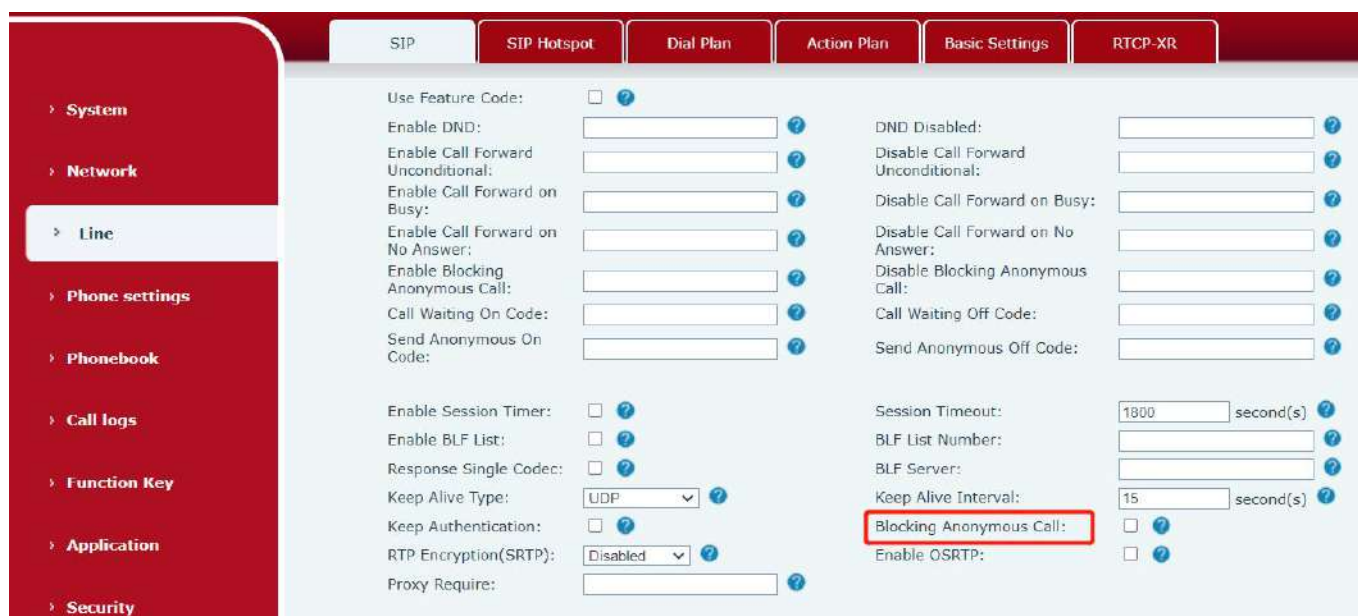 SIP SIP Hotspot Dial Plan Action Plan Basic Settings RTCP-XR
› System
› Network
› Line
› Phone settings
› Phonebook
› Call logs
› Function Key
› Application
› Security
Use Feature Code:
Enable DND: DND Disabled:
Enable Call Forward Unconditional: Disable Call Forward Unconditional:
Enable Call Forward on Busy: Disable Call Forward on Busy:
Enable Call Forward on No Answer: Disable Call Forward on No Answer:
Enable Blocking Anonymous Call: Disable Blocking Anonymous Call:
Call Waiting On Code: Call Waiting Off Code:
Send Anonymous On Code: Send Anonymous Off Code:
Enable Session Timer: Session Timeout: 1800 second(s)
Enable BLF List: BLF List Number:
Response Single Codec: BLF Server:
Keep Alive Type: UDP Keep Alive Interval: 15 second(s)
Keep Authentication: Blocking Anonymous Call:
RTP Encryption(SRTP): Disabled Enable OSRTP:
Proxy Require: